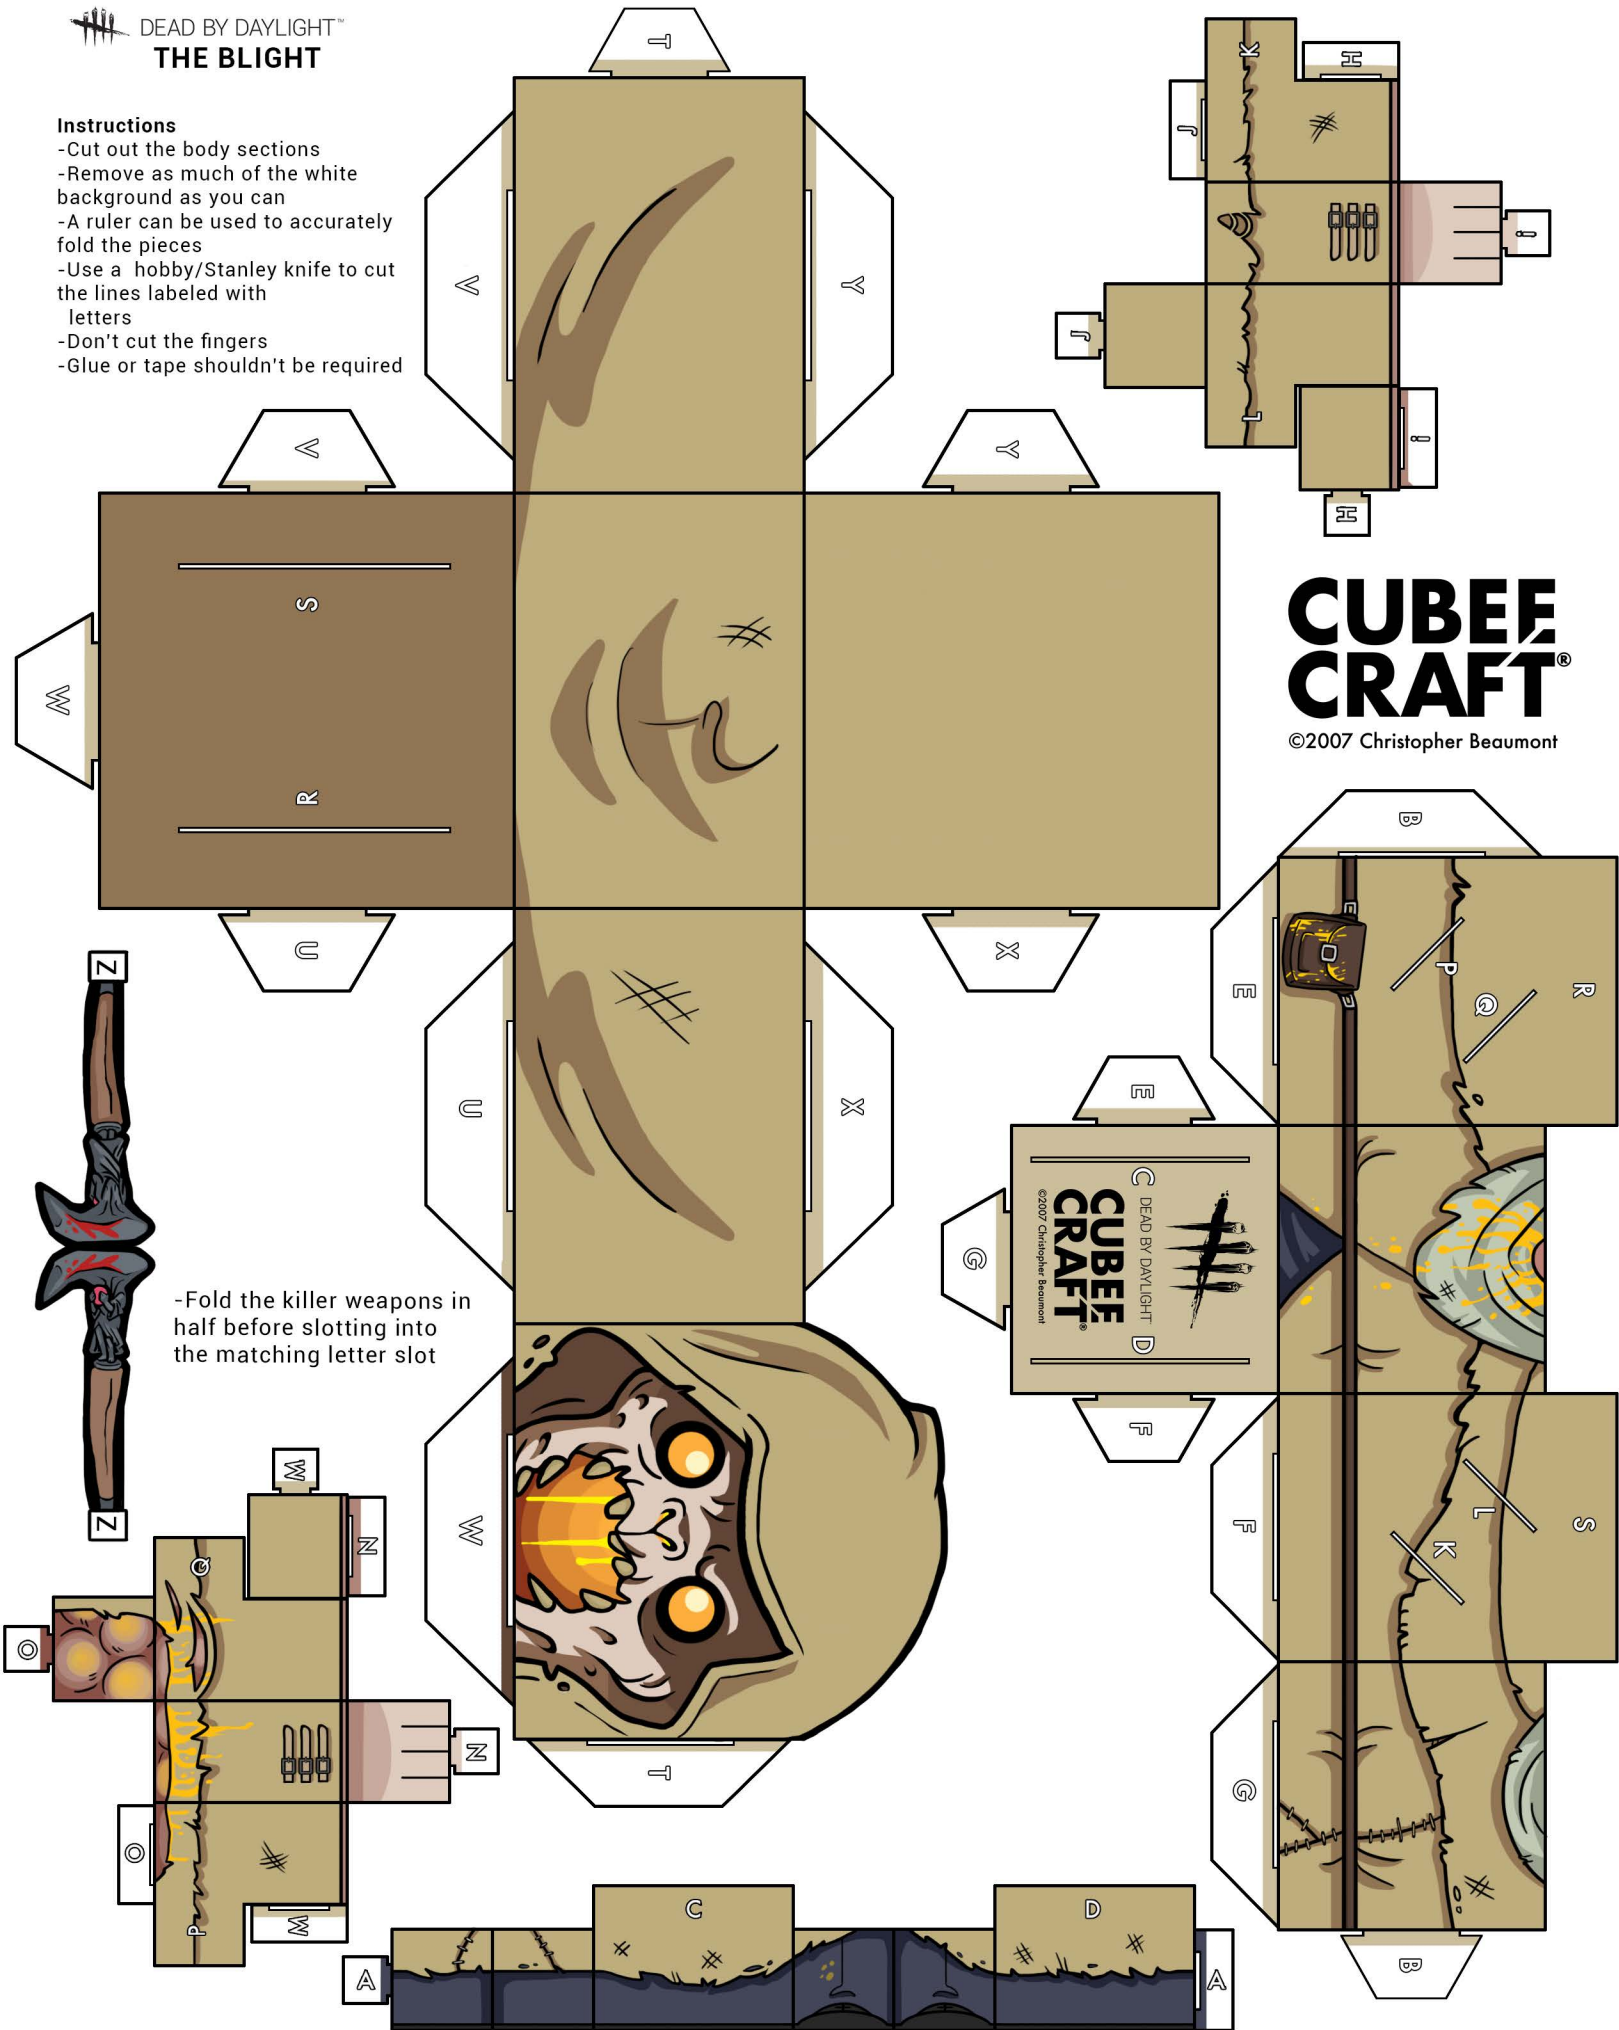 DEAD BY DAYLIGHT™
THE BLIGHT
Instructions
-Cut out the body sections
-Remove as much of the white
background as you can
-A ruler can be used to accurately
fold the pieces
-Use a hobby/Stanley knife to cut
the lines labeled with
letters
-Don't cut the fingers
-Glue or tape shouldn't be required
T
V
Y
V
Y
K
H
J
i
J
L
i
H
S
W
R
U
X
U
X
CUBEE
CRAFT®
©2007 Christopher Beaumont
B
E
P
Q
R
E
C
DEAD BY DAYLIGHT
CUBEE
CRAFT®
©2007 Christopher Beaumont
D
G
F
F
L
K
S
G
B
Z
Z
-Fold the killer weapons in
half before slotting into
the matching letter slot
W
T
W
N
Q
O
N
O
P
W
A
C
D
A